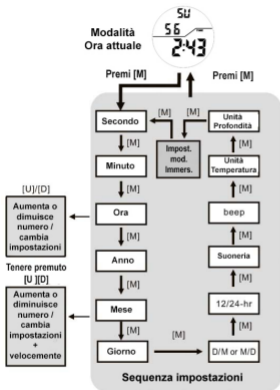 Modalità
Ora attuale
SU
56
2:43
Premi [M]
Premi [M]
Secondo
[M]
Minuto
[M]
Ora
[M]
Anno
[M]
Mese
[M]
Giorno
[M]
D/M or M/D
[M]
12/24-hr
[M]
Suoneria
[M]
beep
[M]
Unità
Temperatura
[M]
Unità
Profondità
[M]
Impost.
mod.
Immers.
[M]
[U]/[D]
Aumenta o
dimuisce
numero /
cambia
impostazioni
Tenere premuto
[U ][D]
Aumenta o
diminuisce
numero /
cambia
impostazioni
+
velocemente
Sequenza impostazioni